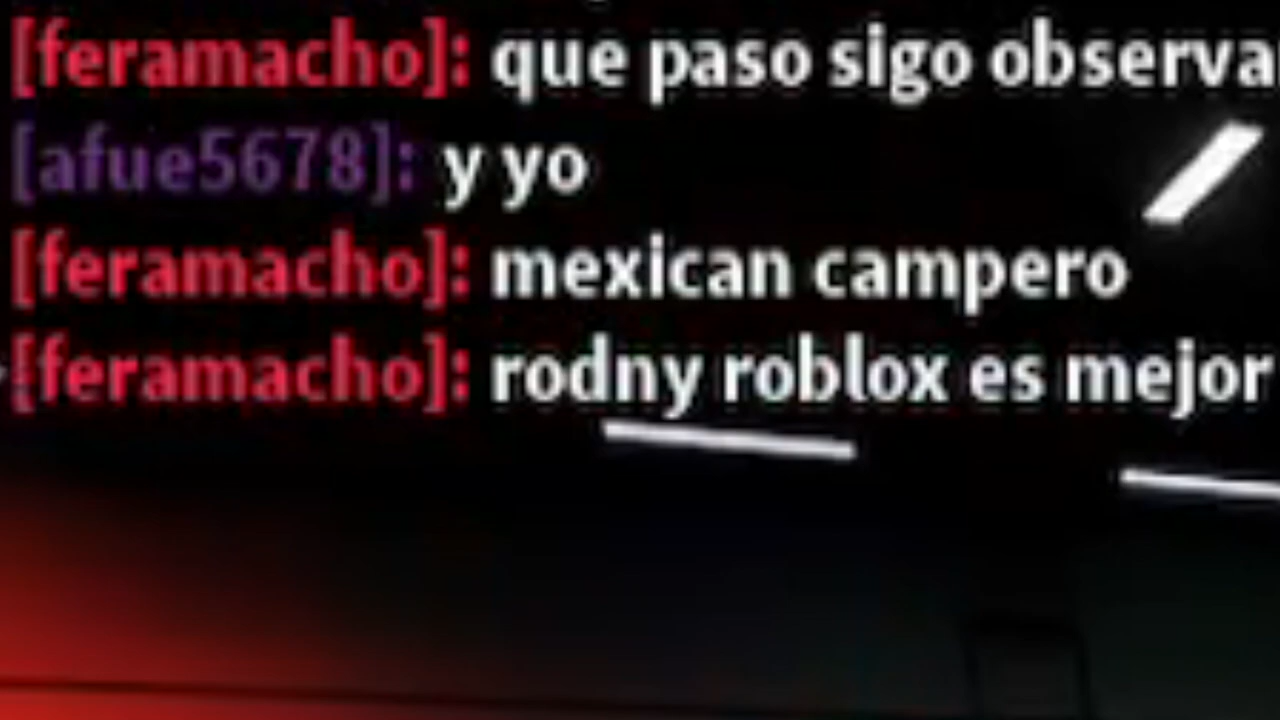 [feramacho]: que paso sigo observa
[afue5678]: y yo
[feramacho]: mexican campero
[feramacho]: rodny roblox es mejor